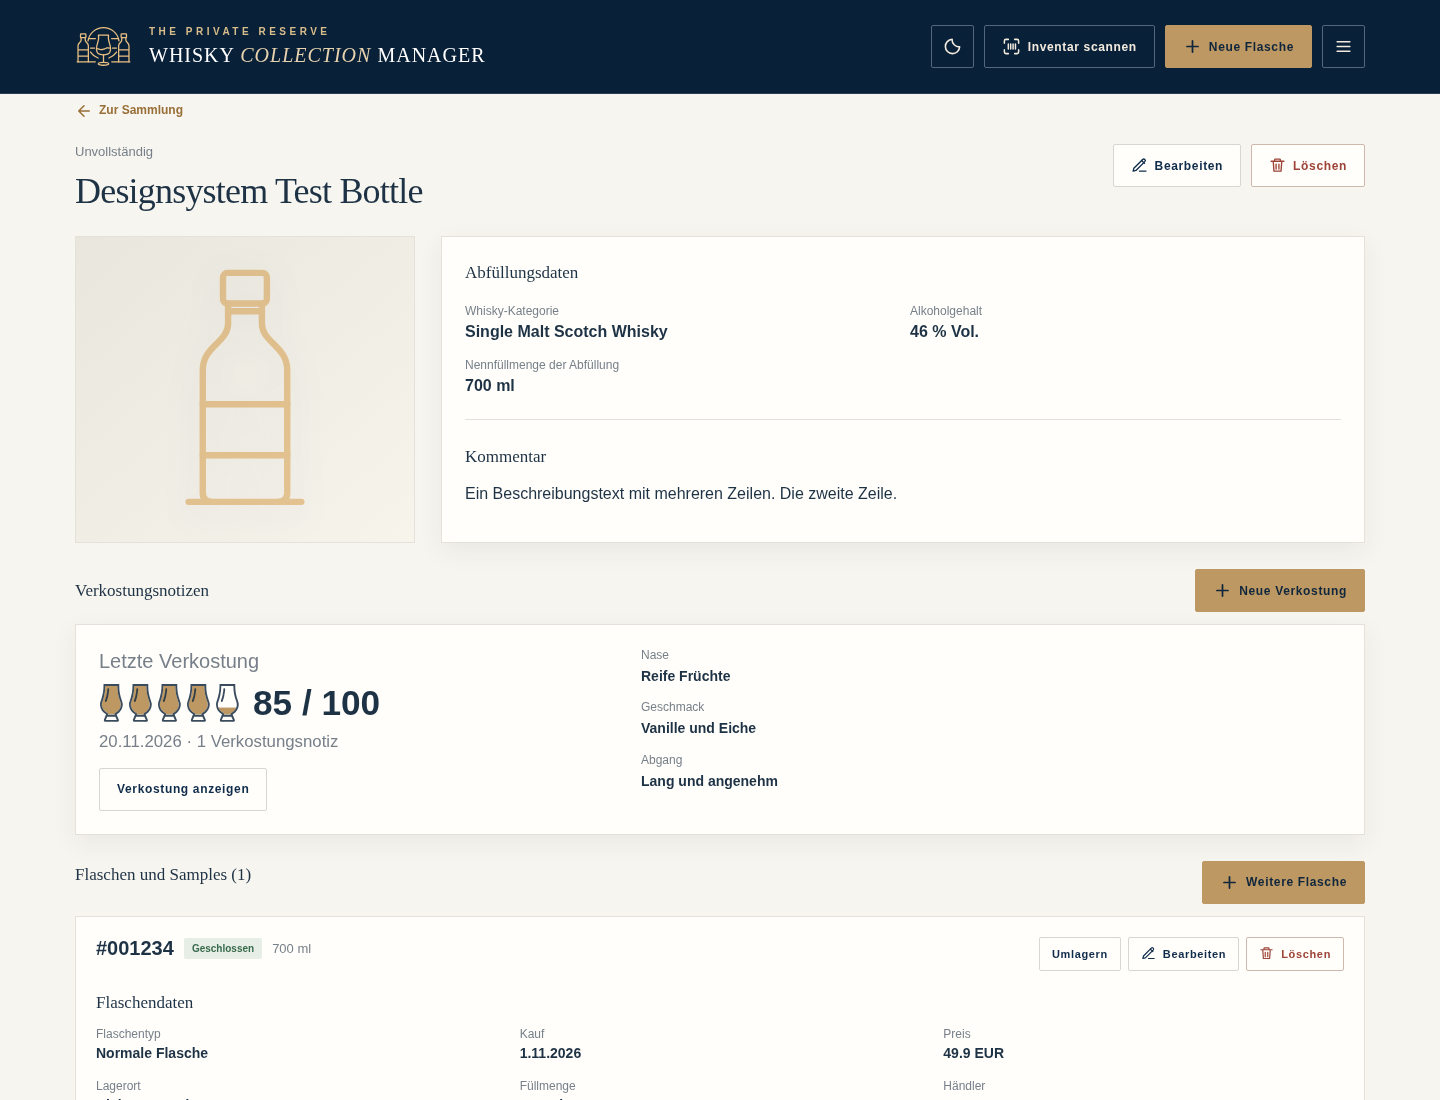 THE PRIVATE RESERVE
WHISKY COLLECTION MANAGER
Inventar scannen
Neue Flasche
Zur Sammlung
Unvollständig
Designsystem Test Bottle
Bearbeiten
Löschen
Abfüllungsdaten
Whisky-Kategorie
Single Malt Scotch Whisky
Alkoholgehalt
46 % Vol.
Nennfüllmenge der Abfüllung
700 ml
Kommentar
Ein Beschreibungstext mit mehreren Zeilen. Die zweite Zeile.
Verkostungsnotizen
Neue Verkostung
Letzte Verkostung
85 / 100
20.11.2026 · 1 Verkostungsnotiz
Verkostung anzeigen
Nase
Reife Früchte
Geschmack
Vanille und Eiche
Abgang
Lang und angenehm
Flaschen und Samples (1)
Weitere Flasche
#001234 Geschlossen 700 ml
Umlagern
Bearbeiten
Löschen
Flaschendaten
Flaschentyp
Normale Flasche
Kauf
1.11.2026
Preis
49.9 EUR
Lagerort
Füllmenge
Händler